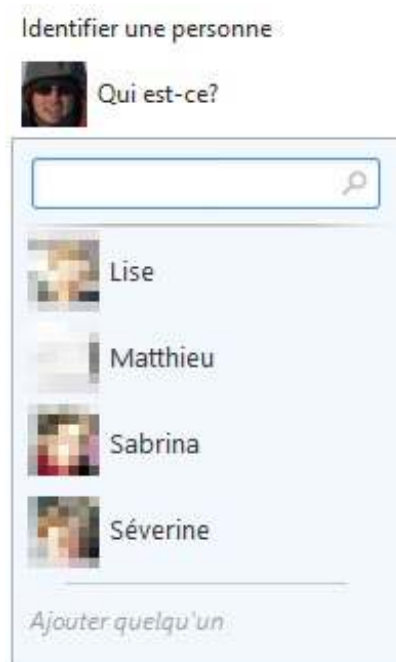 Identifier une personne
Qui est-ce?
Lise
Matthieu
Sabrina
Séverine
Ajouter quelqu'un